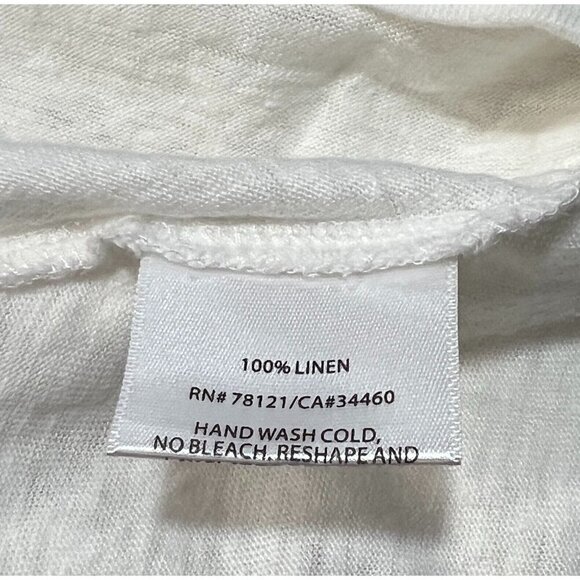 100% LINEN
RN# 78121/CA#34460
HAND WASH COLD,
NO BLEACH. RESHAPE AND